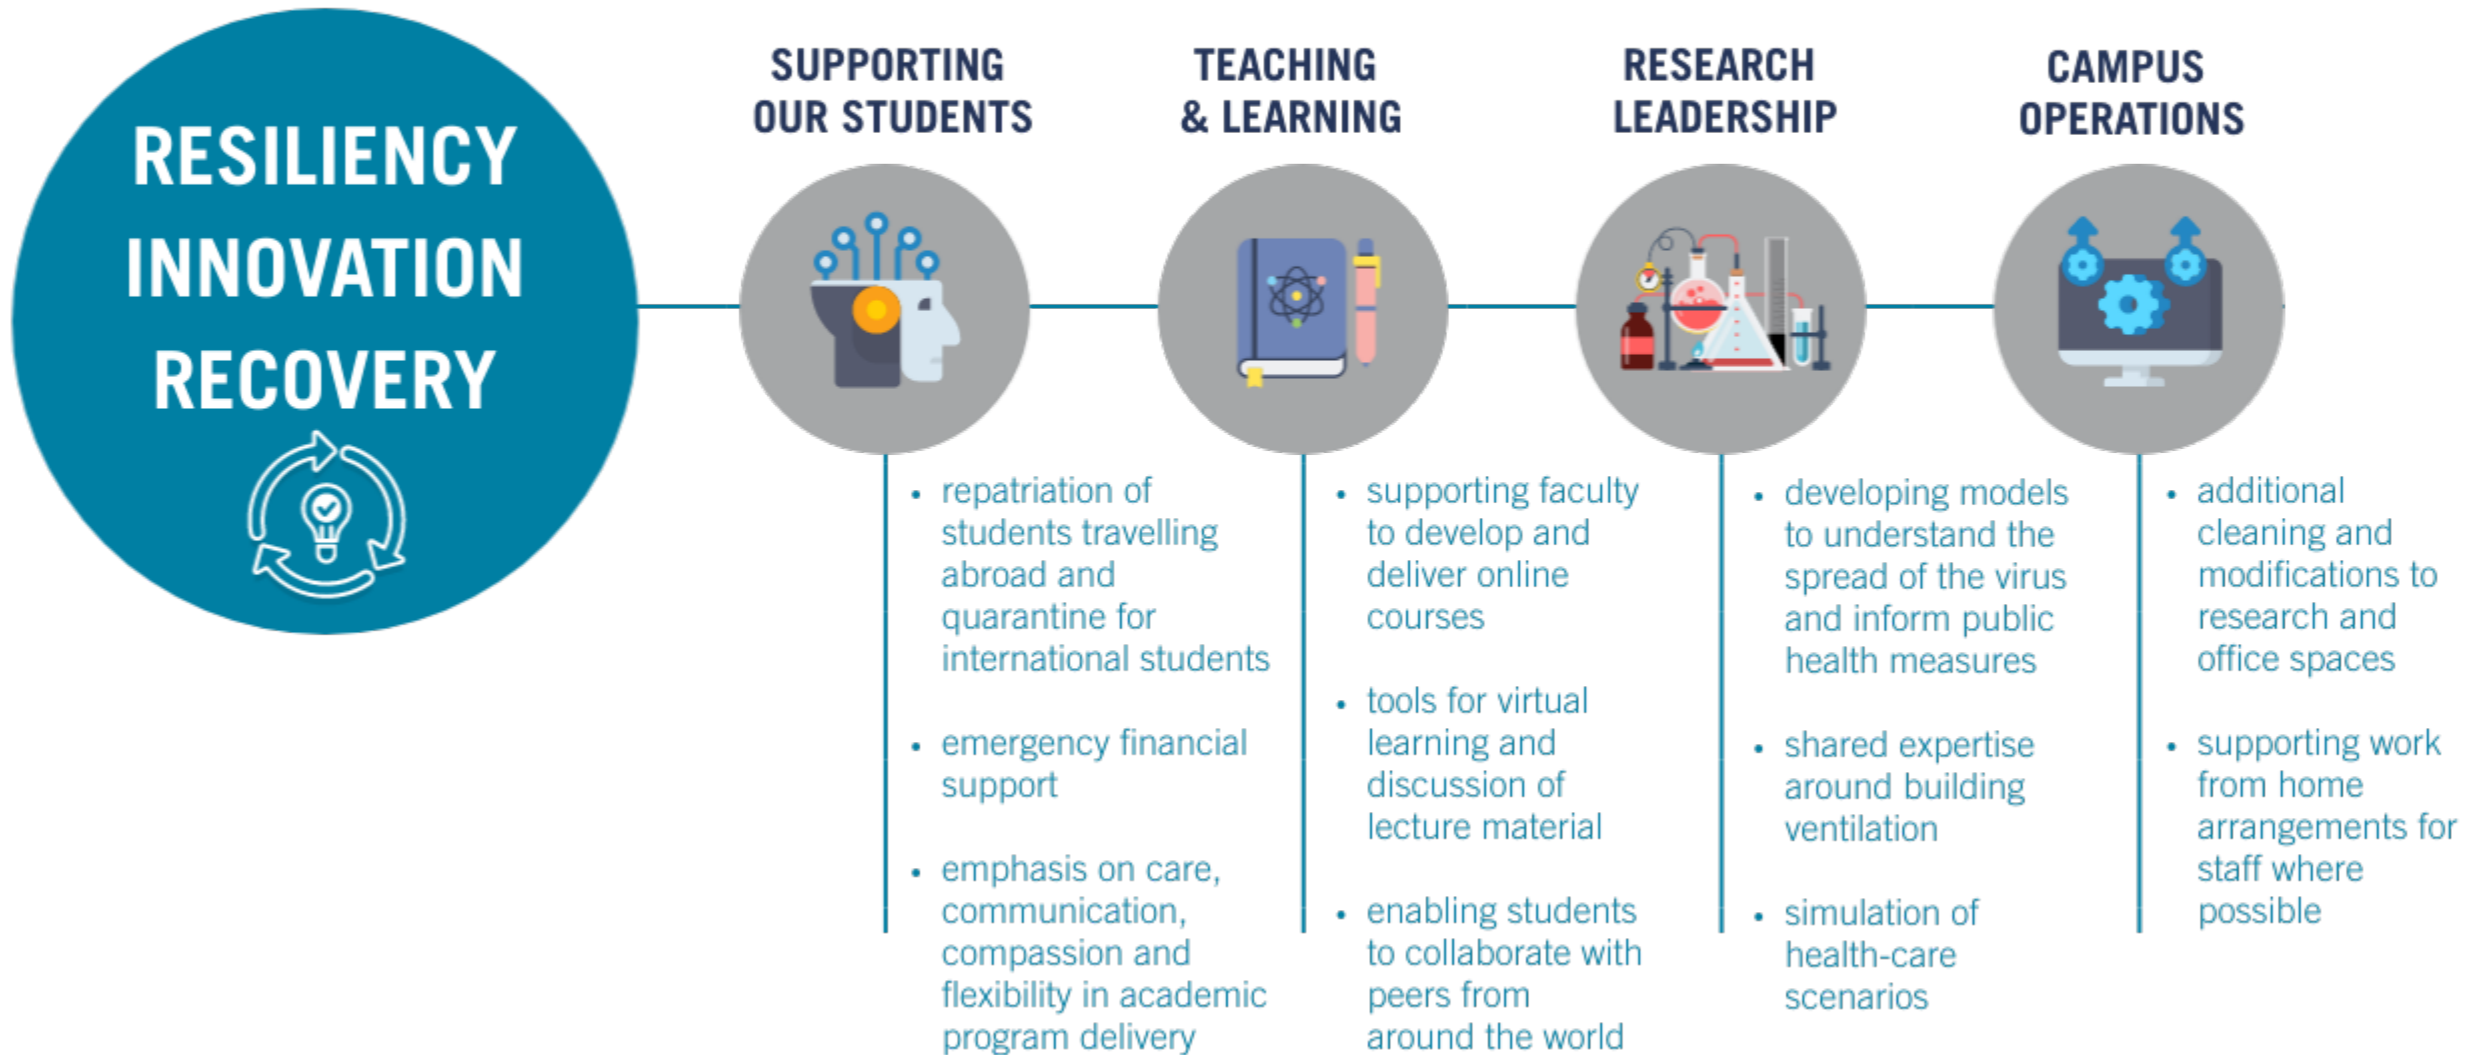 RESILIENCY
INNOVATION
RECOVERY
SUPPORTING
OUR STUDENTS
• repatriation of
students travelling
abroad and
quarantine for
international students
• emergency financial
support
• emphasis on care,
communication,
compassion and
flexibility in academic
program delivery
TEACHING
& LEARNING
• supporting faculty
to develop and
deliver online
courses
• tools for virtual
learning and
discussion of
lecture material
• enabling students
to collaborate with
peers from
around the world
RESEARCH
LEADERSHIP
• developing models
to understand the
spread of the virus
and inform public
health measures
• shared expertise
around building
ventilation
• simulation of
health-care
scenarios
CAMPUS
OPERATIONS
• additional
cleaning and
modifications to
research and
office spaces
• supporting work
from home
arrangements for
staff where
possible